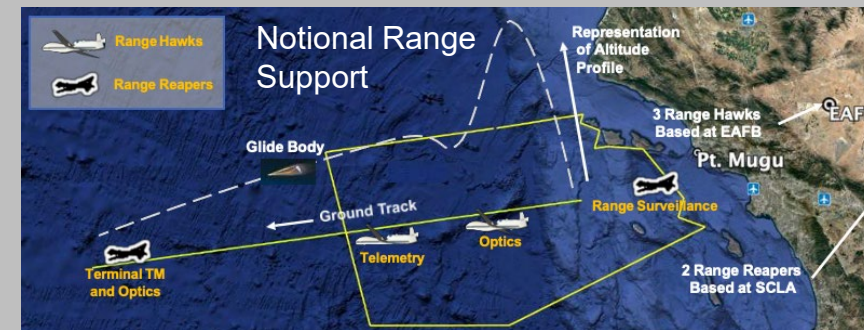 Range Hawks
Range Reapers
Notional Range
Support
Representation
of Altitude
Profile
3 Range Hawks
Based at EAFB
EAF
Pt. Mugu
Glide Body
Ground Track
Range Surveillance
Optics
Telemetry
Terminal TM
and Optics
2 Range Reapers
Based at SCLA